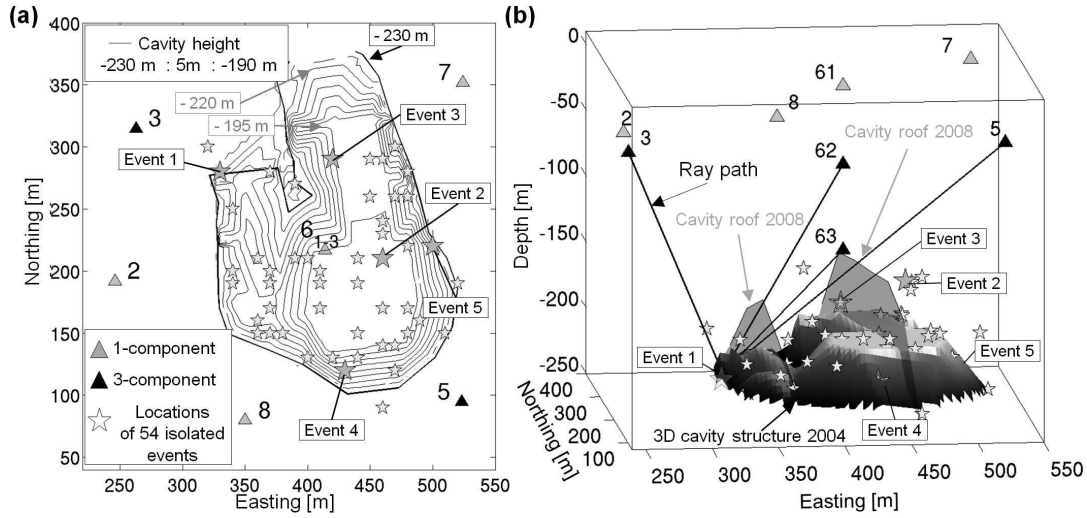 (a)
400
350
300
250
200
150
100
50
Northing [m]
250 300 350 400 450 500 550
Easting [m]
Cavity height
-230 m : 5m : -190 m
- 230 m
- 220 m
- 195 m
7
3
Event 3
Event 1
Event 2
6 1-3
2
Event 5
1-component
3-component
Locations
of 54 isolated
events
8
5
Event 4
(b)
0
-50
-100
-150
-200
-250
Depth [m]
7
61
8
2
3
5
Cavity roof 2008
62
Ray path
Cavity roof 2008
63
Event 3
Event 2
Event 1
Event 5
Event 4
3D cavity structure 2004
Northing [m]
400
300
200
100
250 300 350 400 450 500 550
Easting [m]